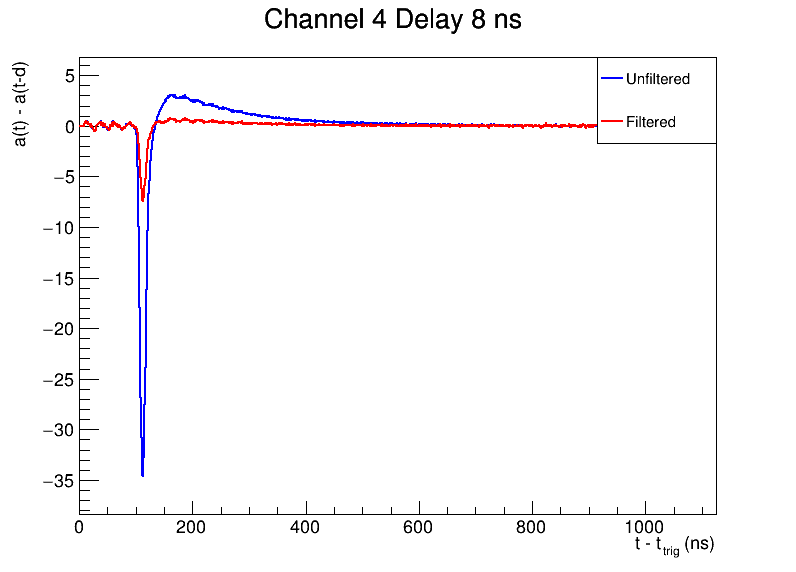 Channel 4 Delay 8 ns
a(t) - a(t-d)
Unfiltered
Filtered
5
0
−5
−10
−15
−20
−25
−30
−35
0 200 400 600 800 1000
t - t_trig (ns)